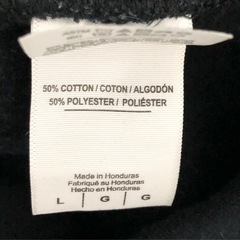 50% COTTON / COTON / ALGODÓN
50% POLYESTER / POLIÉSTER
Made in Honduras
Fabriqué au Honduras
Hecho en Honduras
L G G